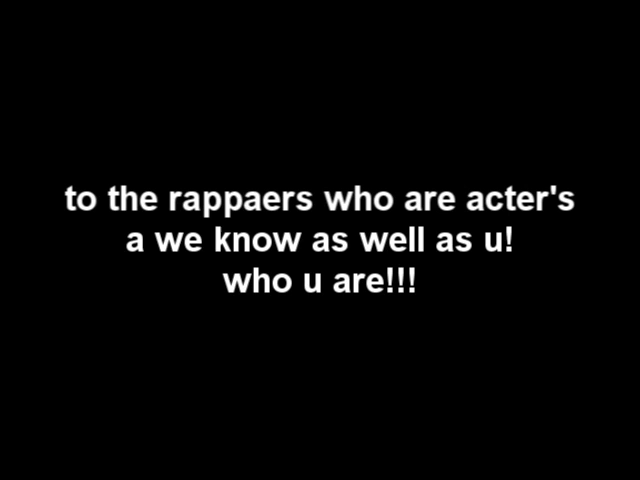 to the rappaers who are acter's
a we know as well as u!
who u are!!!